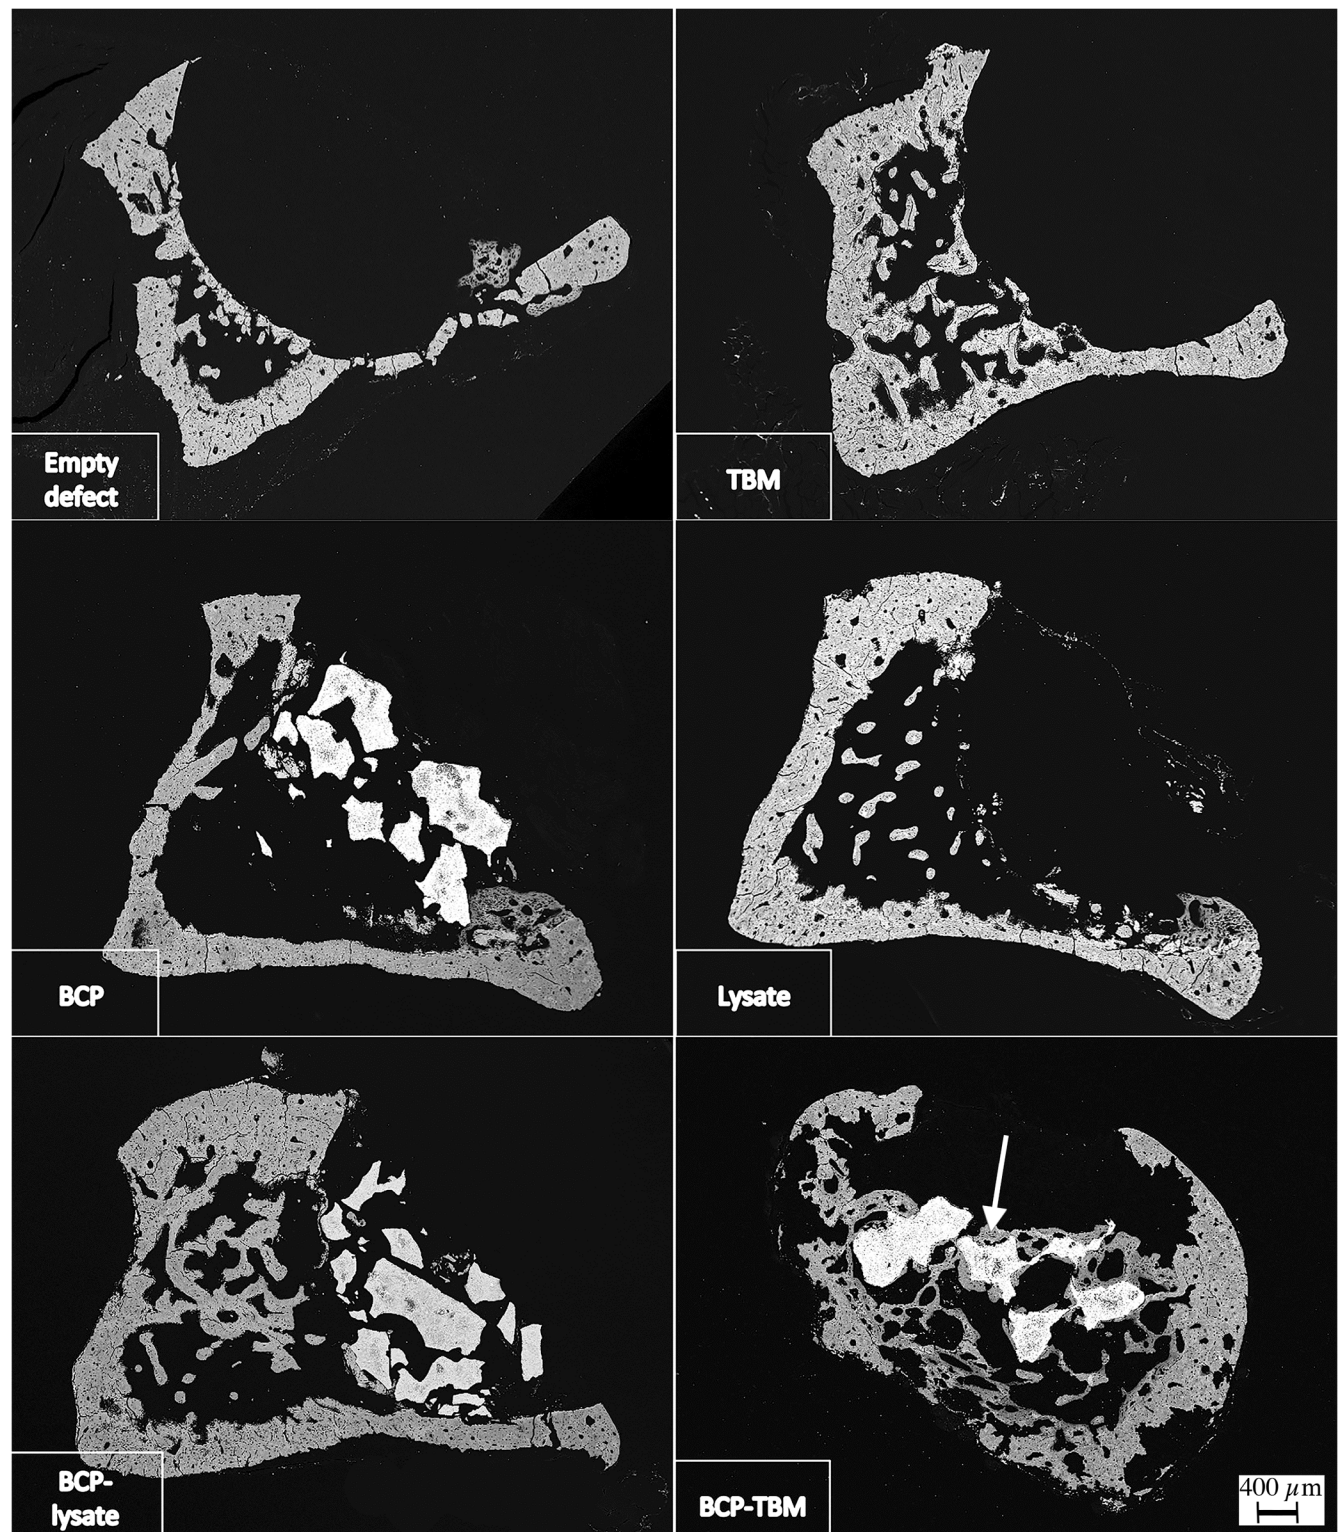 Empty
defect
TBM
BCP
Lysate
BCP-
lysate
BCP-TBM
400 µm